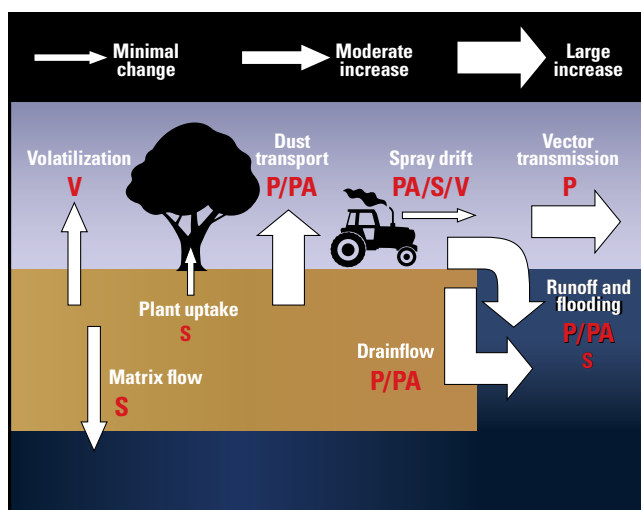 Minimal
change
Moderate
increase
Large
increase
Volatilization
V
Dust
transport
P/PA
Spray drift
PA/S/V
Vector
transmission
P
Plant uptake
S
Runoff and
flooding
P/PA
S
Matrix flow
S
Drainflow
P/PA